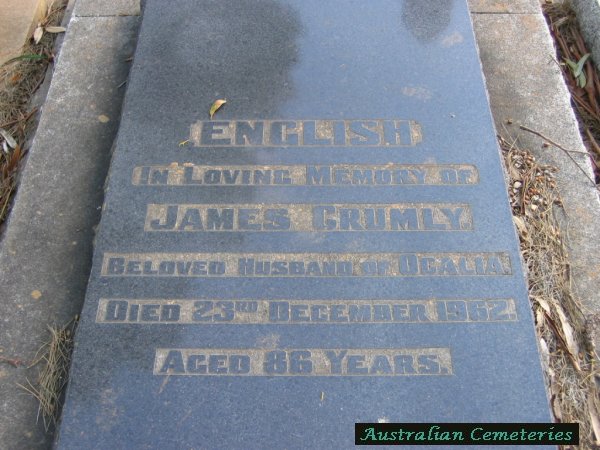 ENGLISH
IN LOVING MEMORY OF
JAMES CRUMLY.
BELOVED HUSBAND OF OCALIA.
DIED 23RD DECEMBER 1962.
AGED 86 YEARS.
Australian Cemeteries